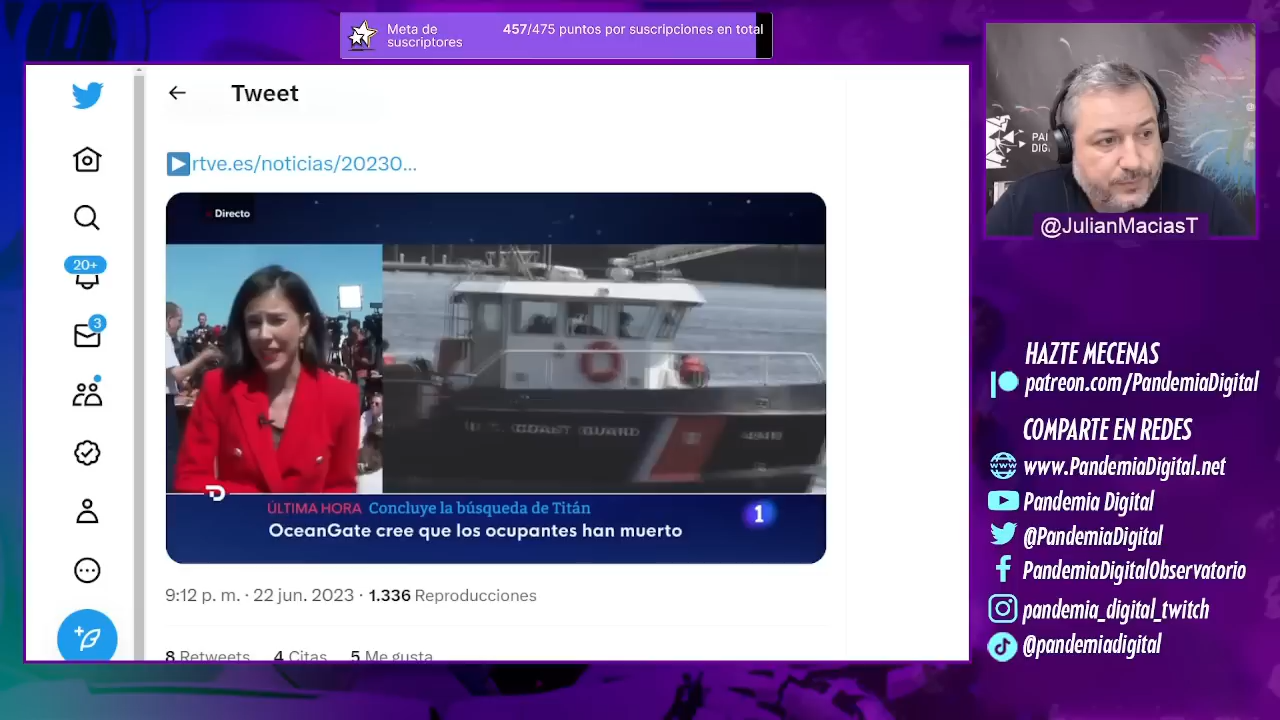 Meta de
suscriptores
457/475 puntos por suscripciones en total
Tweet
rtve.es/noticias/20230...
Directo
20+
3
U.S. COAST GUARD
ÚLTIMA HORA Concluye la búsqueda de Titán
OceanGate cree que los ocupantes han muerto
1
9:12 p. m. · 22 jun. 2023 · 1.336 Reproducciones
8 Retweets 4 Citas 5 Me gusta
@JulianMaciasT
HAZTE MECENAS
patreon.com/PandemiaDigital
COMPARTE EN REDES
www.PandemiaDigital.net
Pandemia Digital
@PandemiaDigital
PandemiaDigitalObservatorio
pandemia_digital_twitch
@pandemiadigital